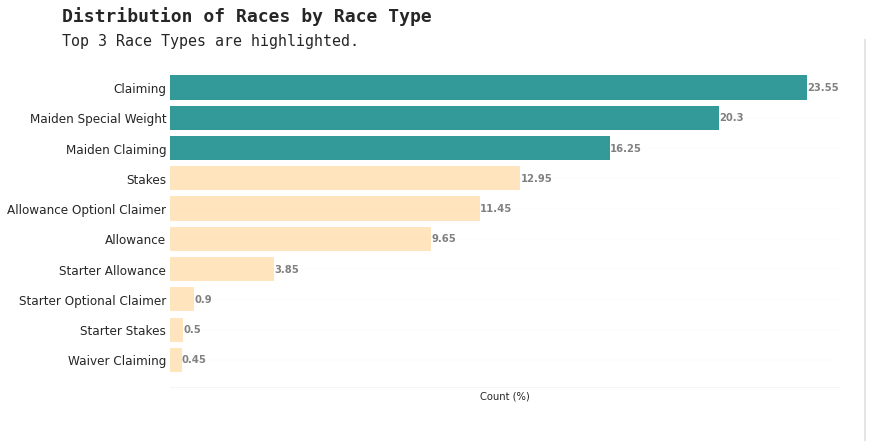 Distribution of Races by Race Type
Top 3 Race Types are highlighted.
Claiming 23.55
Maiden Special Weight 20.3
Maiden Claiming 16.25
Stakes 12.95
Allowance Optionl Claimer 11.45
Allowance 9.65
Starter Allowance 3.85
Starter Optional Claimer 0.9
Starter Stakes 0.5
Waiver Claiming 0.45
Count (%)